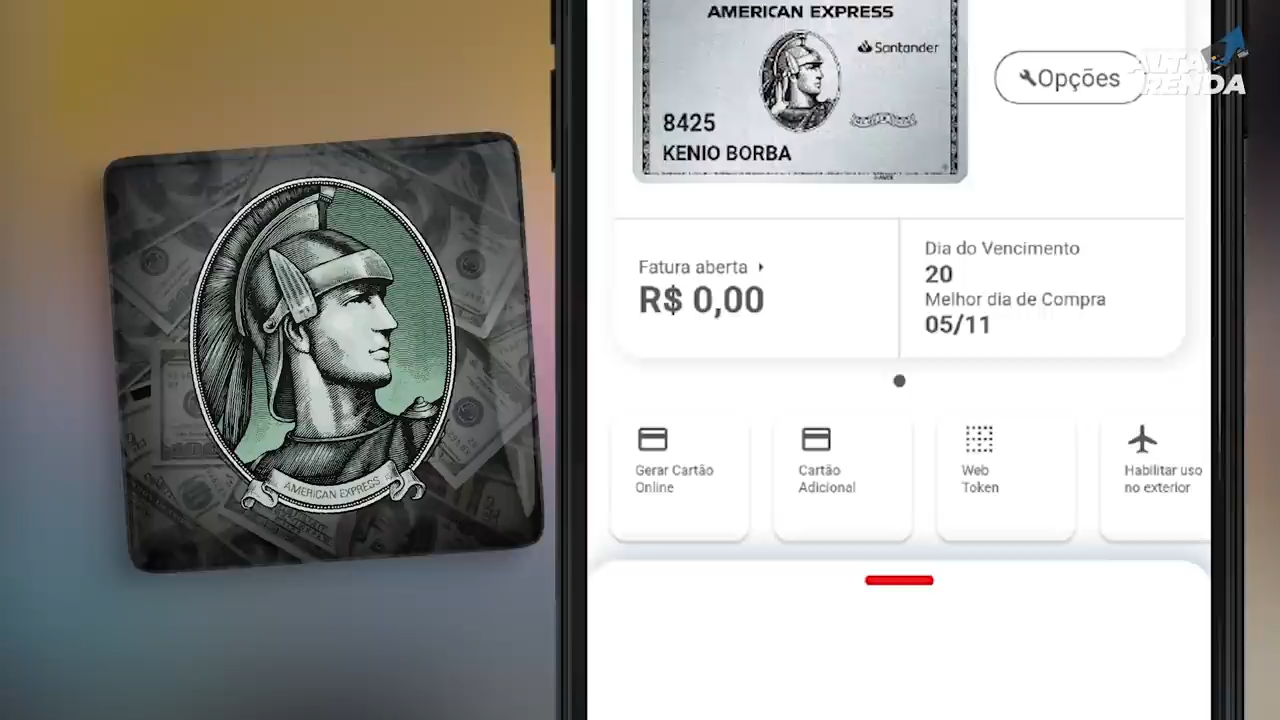 AMERICAN EXPRESS
Santander
8425
KENIO BORBA
Opções
ALTA
RENDA
Fatura aberta
R$ 0,00
Dia do Vencimento
20
Melhor dia de Compra
05/11
Gerar Cartão
Online
Cartão
Adicional
Web
Token
Habilitar uso
no exterior
AMERICAN EXPRESS